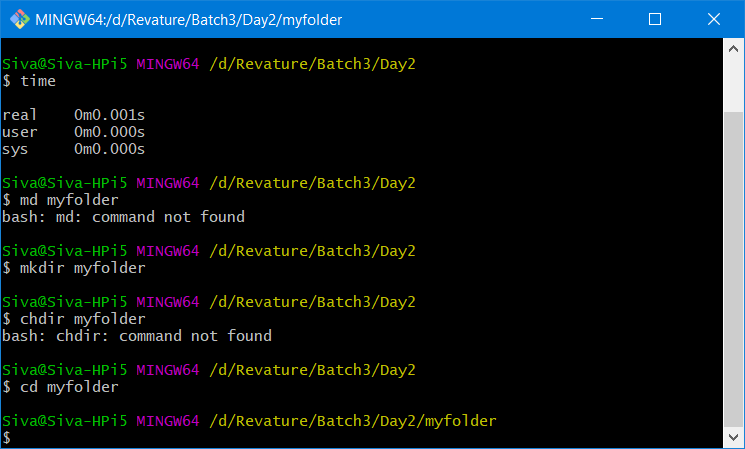 MINGW64:/d/Revature/Batch3/Day2/myfolder
Siva@Siva-HPi5 MINGW64 /d/Revature/Batch3/Day2
$ time
real    0m0.001s
user    0m0.000s
sys     0m0.000s
Siva@Siva-HPi5 MINGW64 /d/Revature/Batch3/Day2
$ md myfolder
bash: md: command not found
Siva@Siva-HPi5 MINGW64 /d/Revature/Batch3/Day2
$ mkdir myfolder
Siva@Siva-HPi5 MINGW64 /d/Revature/Batch3/Day2
$ chdir myfolder
bash: chdir: command not found
Siva@Siva-HPi5 MINGW64 /d/Revature/Batch3/Day2
$ cd myfolder
Siva@Siva-HPi5 MINGW64 /d/Revature/Batch3/Day2/myfolder
$